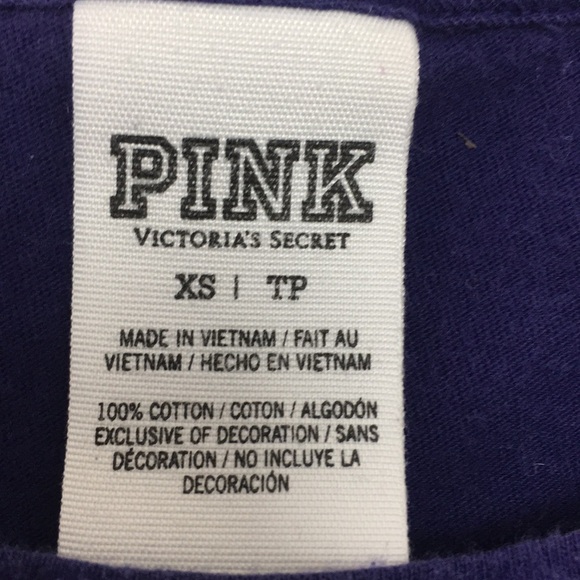 PINK
VICTORIA'S SECRET
XS | TP
MADE IN VIETNAM / FAIT AU
VIETNAM / HECHO EN VIETNAM
100% COTTON / COTON / ALGODÓN
EXCLUSIVE OF DECORATION / SANS
DÉCORATION / NO INCLUYE LA
DECORACIÓN